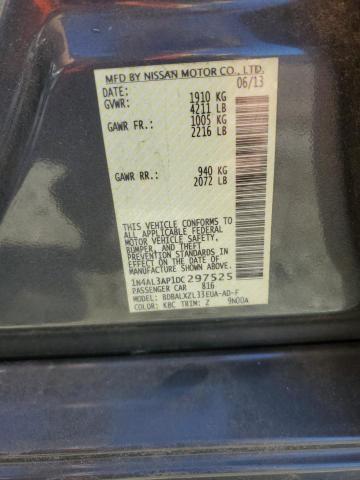 MFD BY NISSAN MOTOR CO., LTD.
DATE: 06/13
GVWR: 1910 KG
4211 LB
GAWR FR: 1005 KG
2216 LB
GAWR RR: 940 KG
2072 LB
THIS VEHICLE CONFORMS TO
ALL APPLICABLE U.S. FEDERAL
MOTOR VEHICLE SAFETY,
BUMPER, AND THEFT
PREVENTION STANDARDS IN
EFFECT ON THE DATE OF
MANUFACTURE SHOWN ABOVE.
1N4AL3AP1DC297525
PASSENGER CAR 816
MODEL: BDBALXZL33EUA-AD-F
COLOR: KBC TRIM: Z 9N00A